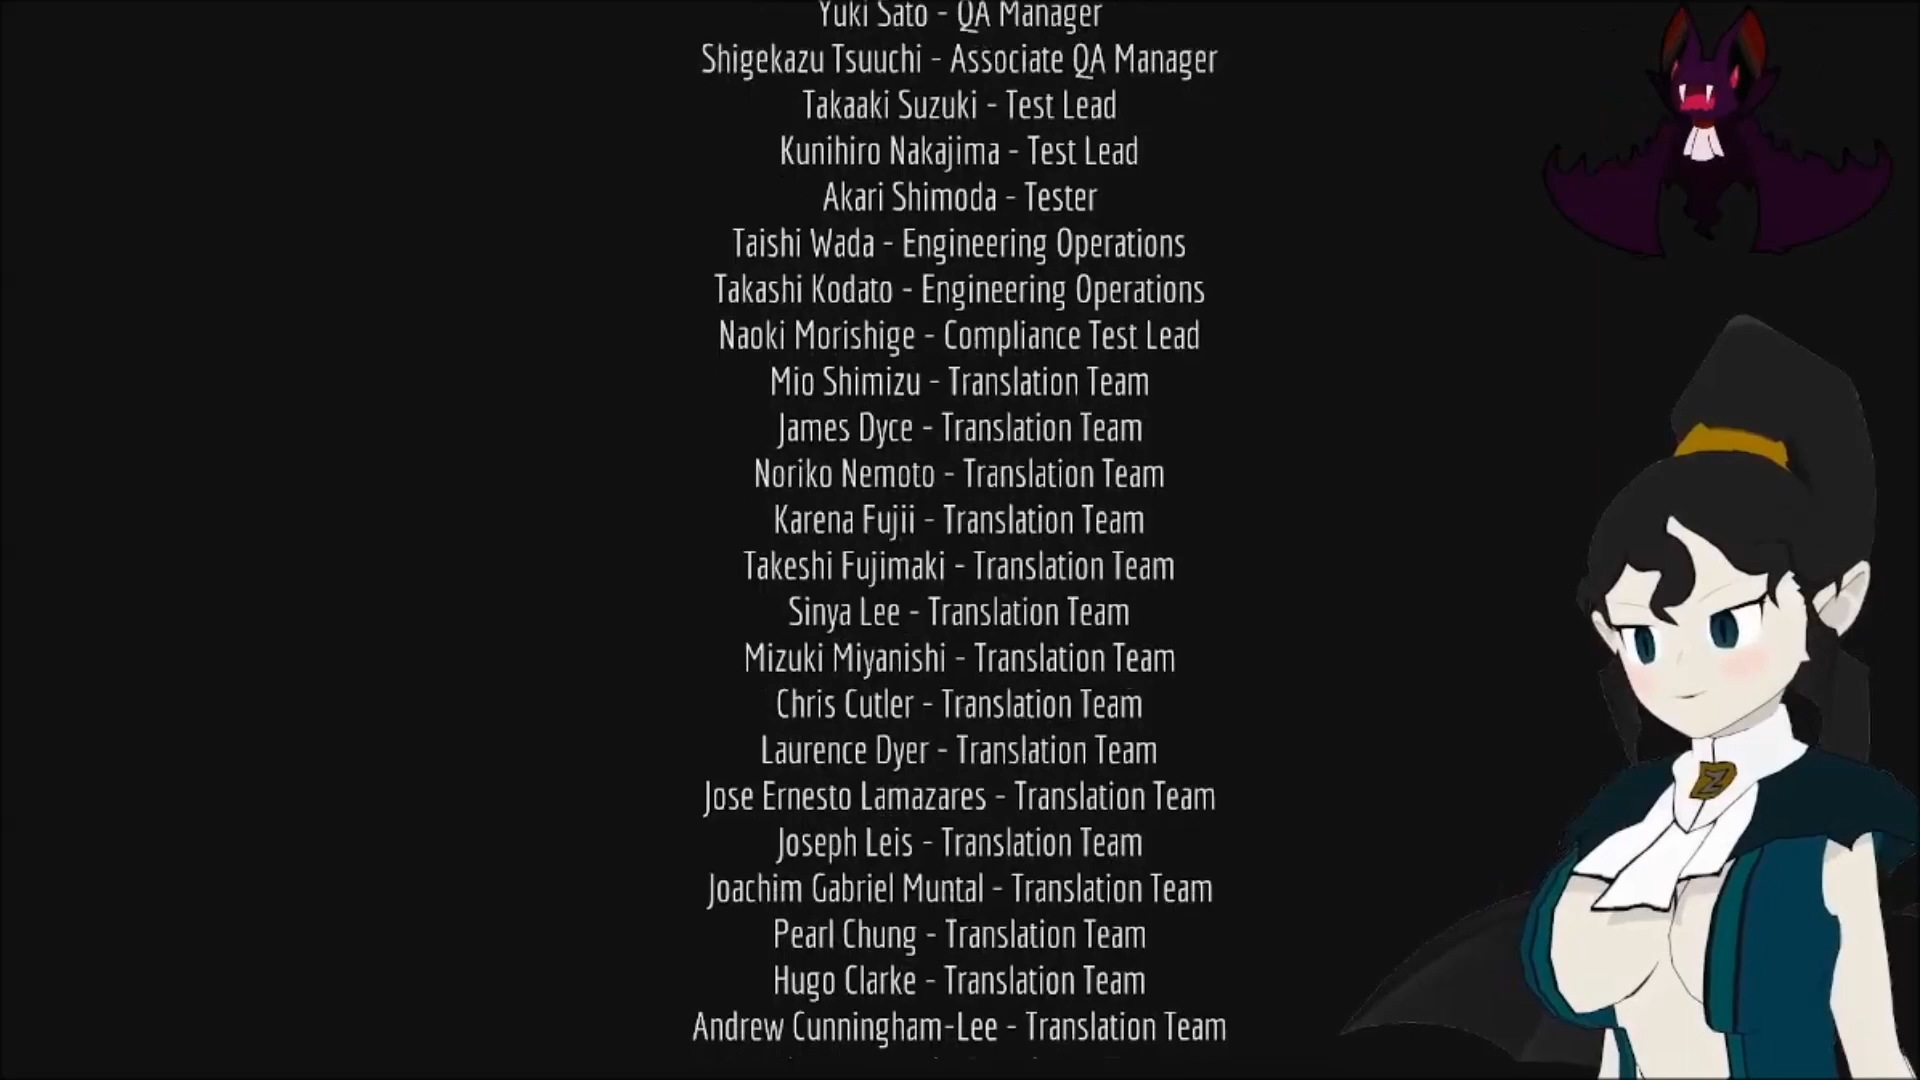 Yuki Sato - QA Manager
Shigekazu Tsuuchi - Associate QA Manager
Takaaki Suzuki - Test Lead
Kunihiro Nakajima - Test Lead
Akari Shimoda - Tester
Taishi Wada - Engineering Operations
Takashi Kodato - Engineering Operations
Naoki Morishige - Compliance Test Lead
Mio Shimizu - Translation Team
James Dyce - Translation Team
Noriko Nemoto - Translation Team
Karena Fujii - Translation Team
Takeshi Fujimaki - Translation Team
Sinya Lee - Translation Team
Mizuki Miyanishi - Translation Team
Chris Cutler - Translation Team
Laurence Dyer - Translation Team
Jose Ernesto Lamazares - Translation Team
Joseph Leis - Translation Team
Joachim Gabriel Muntal - Translation Team
Pearl Chung - Translation Team
Hugo Clarke - Translation Team
Andrew Cunningham-Lee - Translation Team
Z